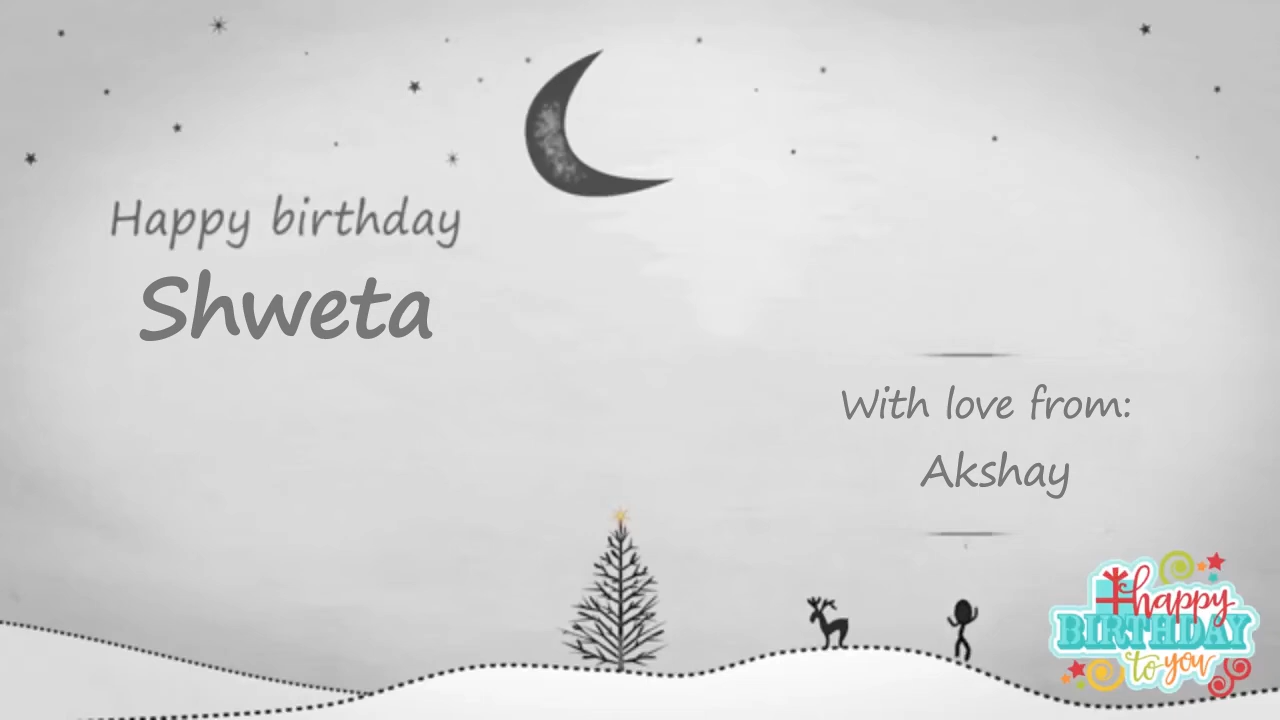 Happy birthday
Shweta
With love from:
Akshay
happy
BIRTHDAY
to you